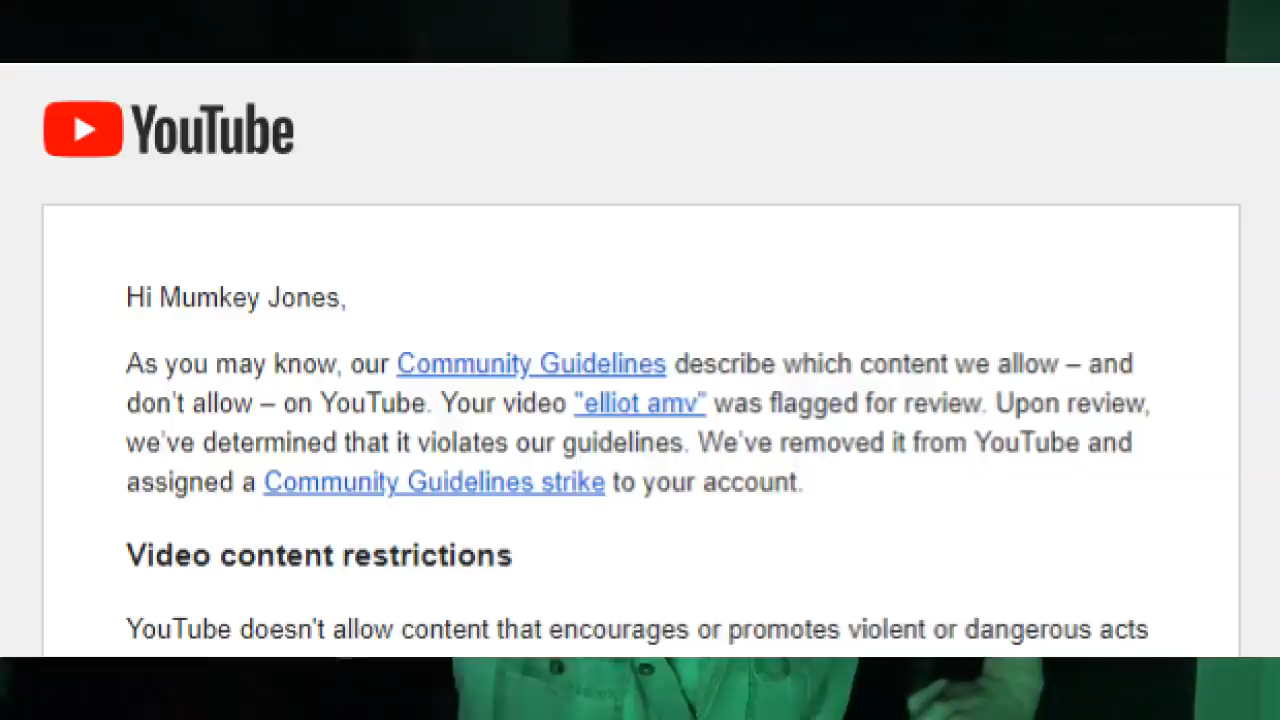 YouTube
Hi Mumkey Jones,
As you may know, our Community Guidelines describe which content we allow – and
don't allow – on YouTube. Your video "elliot amv" was flagged for review. Upon review,
we've determined that it violates our guidelines. We've removed it from YouTube and
assigned a Community Guidelines strike to your account.
Video content restrictions
YouTube doesn't allow content that encourages or promotes violent or dangerous acts